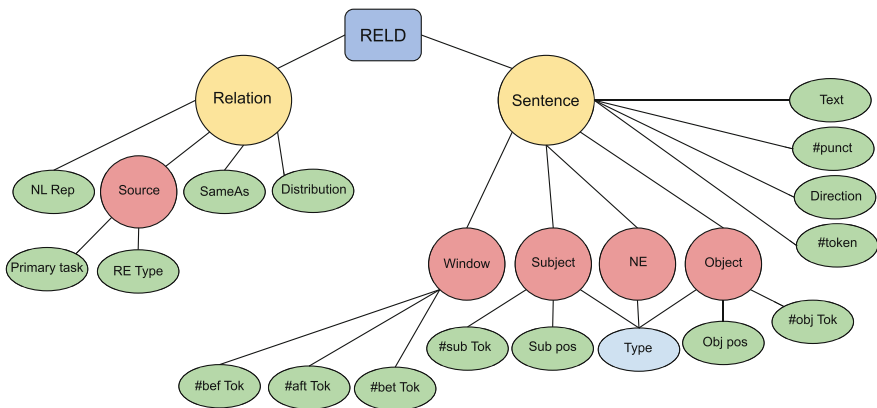 RELD
Relation
Sentence
Text
#punct
NL Rep
Source
SameAs
Distribution
Direction
#token
Primary task
RE Type
Window
Subject
NE
Object
#obj Tok
#sub Tok
Sub pos
Type
Obj pos
#bef Tok
#aft Tok
#bet Tok